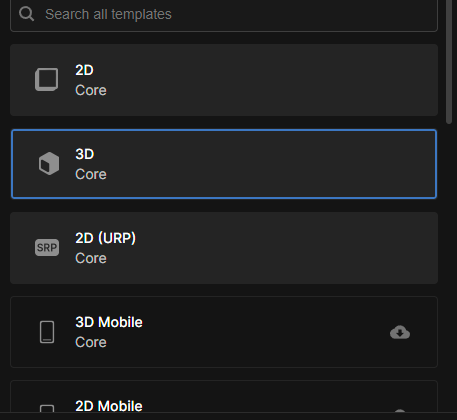 Search all templates
2D
Core
3D
Core
SRP
2D (URP)
Core
3D Mobile
Core
2D Mobile